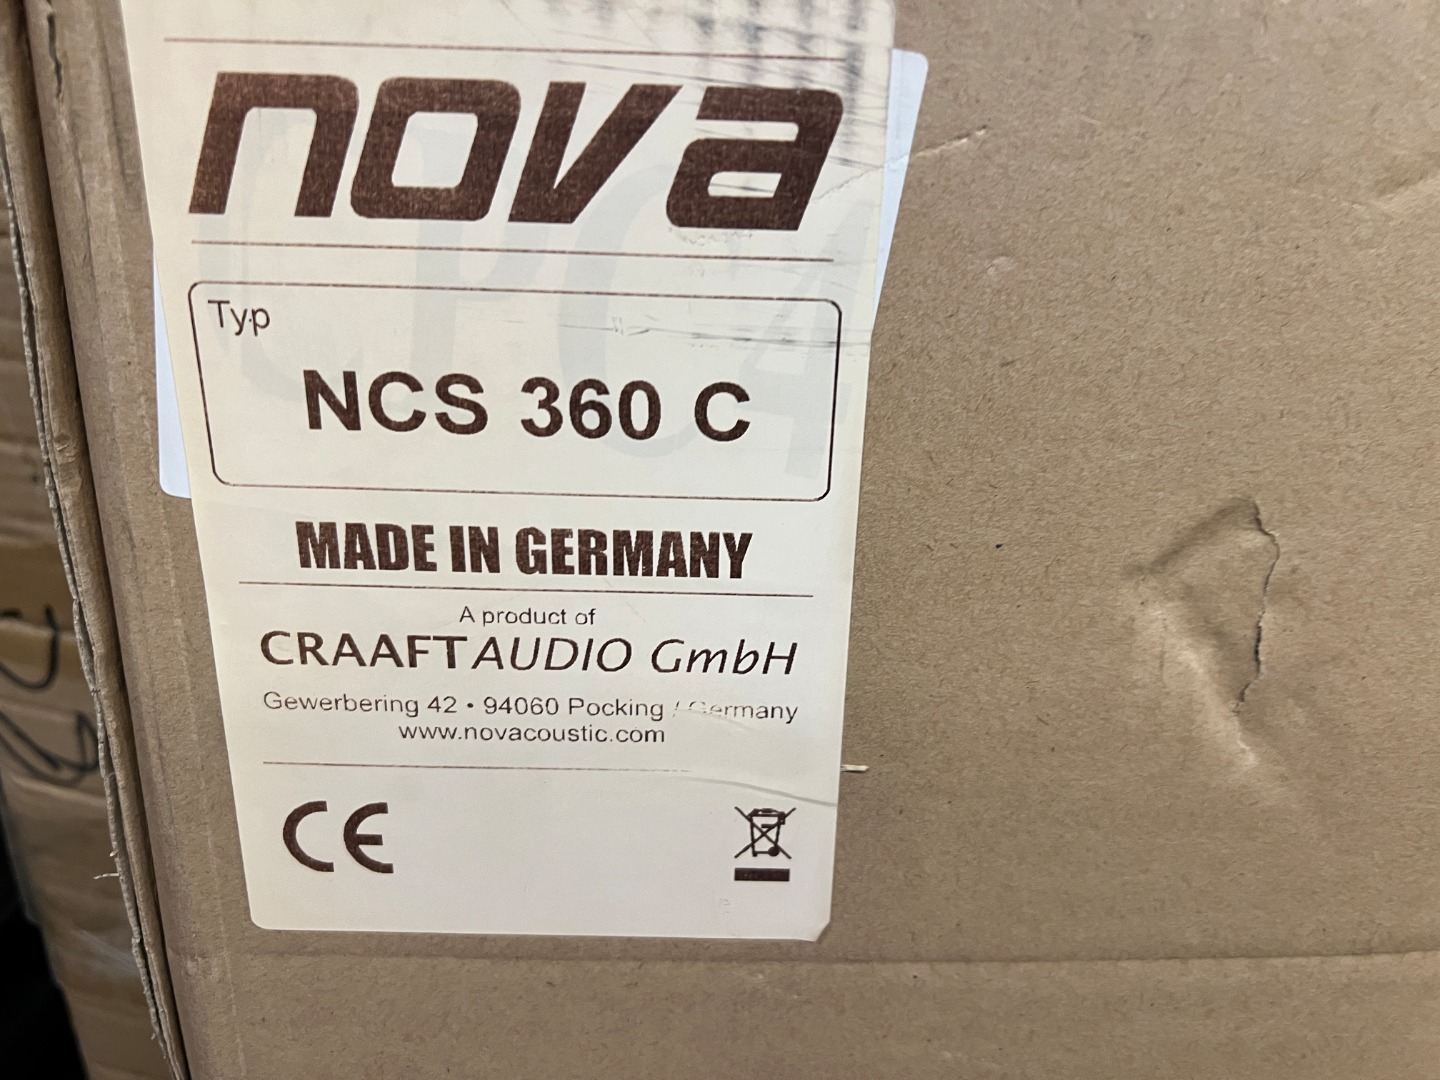 nova
Typ
NCS 360 C
MADE IN GERMANY
A product of
CRAAFTAUDIO GmbH
Gewerbering 42 • 94060 Pocking / Germany
www.novacoustic.com
CE